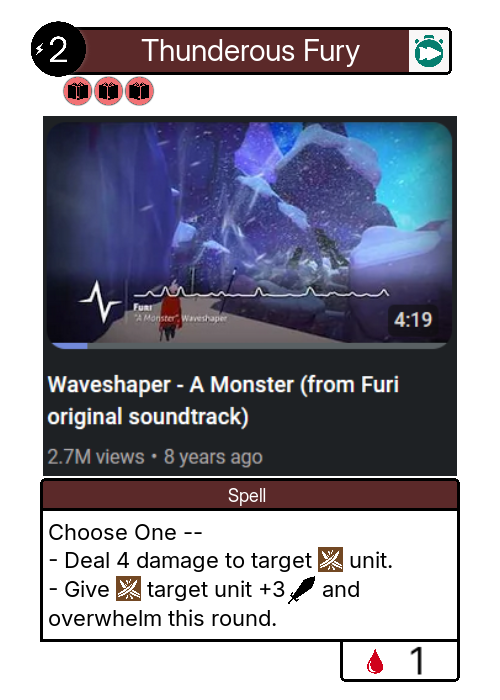 2
Thunderous Fury
FURI
"A Monster", Waveshaper
4:19
Waveshaper - A Monster (from Furi
original soundtrack)
2.7M views • 8 years ago
Spell
Choose One --
- Deal 4 damage to target unit.
- Give target unit +3 and
overwhelm this round.
1